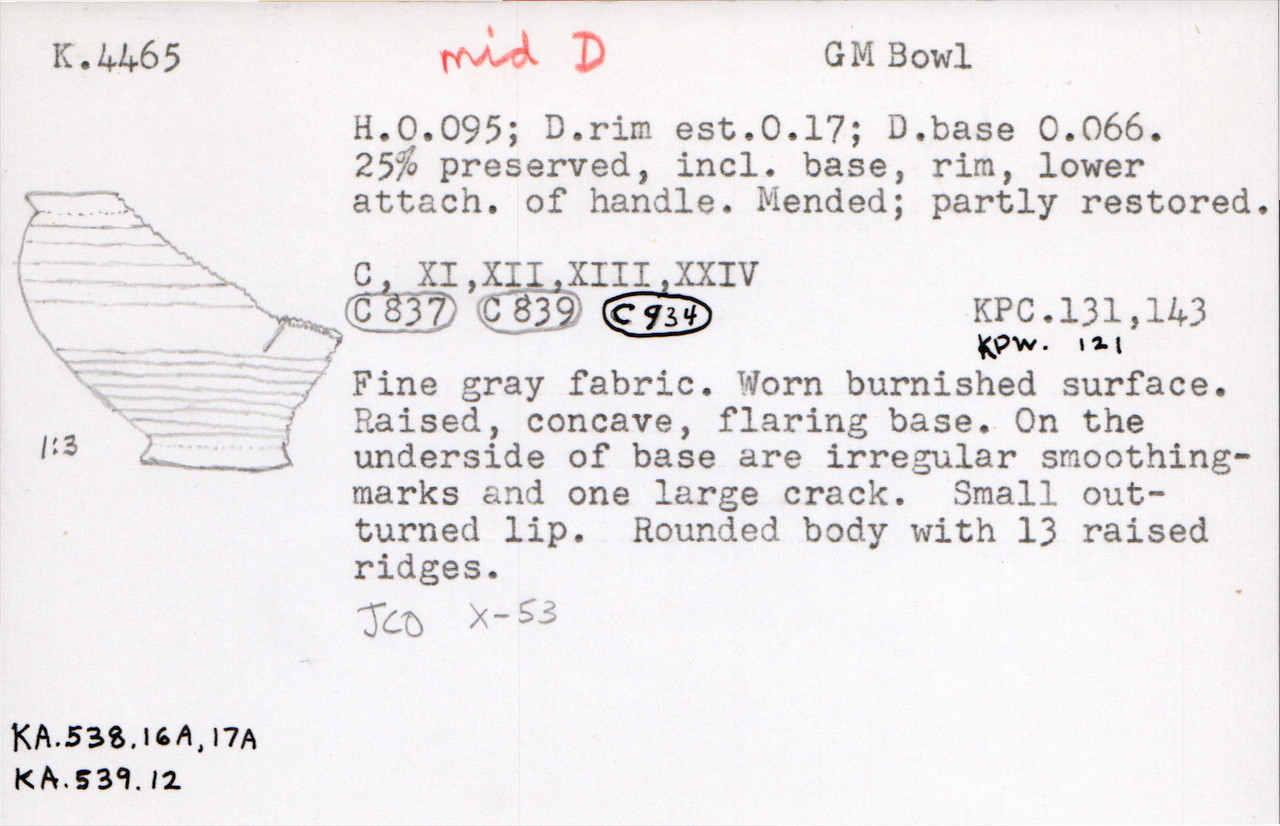 K.4465 mid D GM Bowl
H.0.095; D.rim est.0.17; D.base 0.066.
25% preserved, incl. base, rim, lower
attach. of handle. Mended; partly restored.
C, XI,XII,XIII,XXIV
C 837 C 839 C 934 KPC.131,143
KPW. 121
Fine gray fabric. Worn burnished surface.
Raised, concave, flaring base. On the
1:3
underside of base are irregular smoothing-
marks and one large crack. Small out-
turned lip. Rounded body with 13 raised
ridges.
JCO X-53
KA.538.16A,17A
KA.539.12